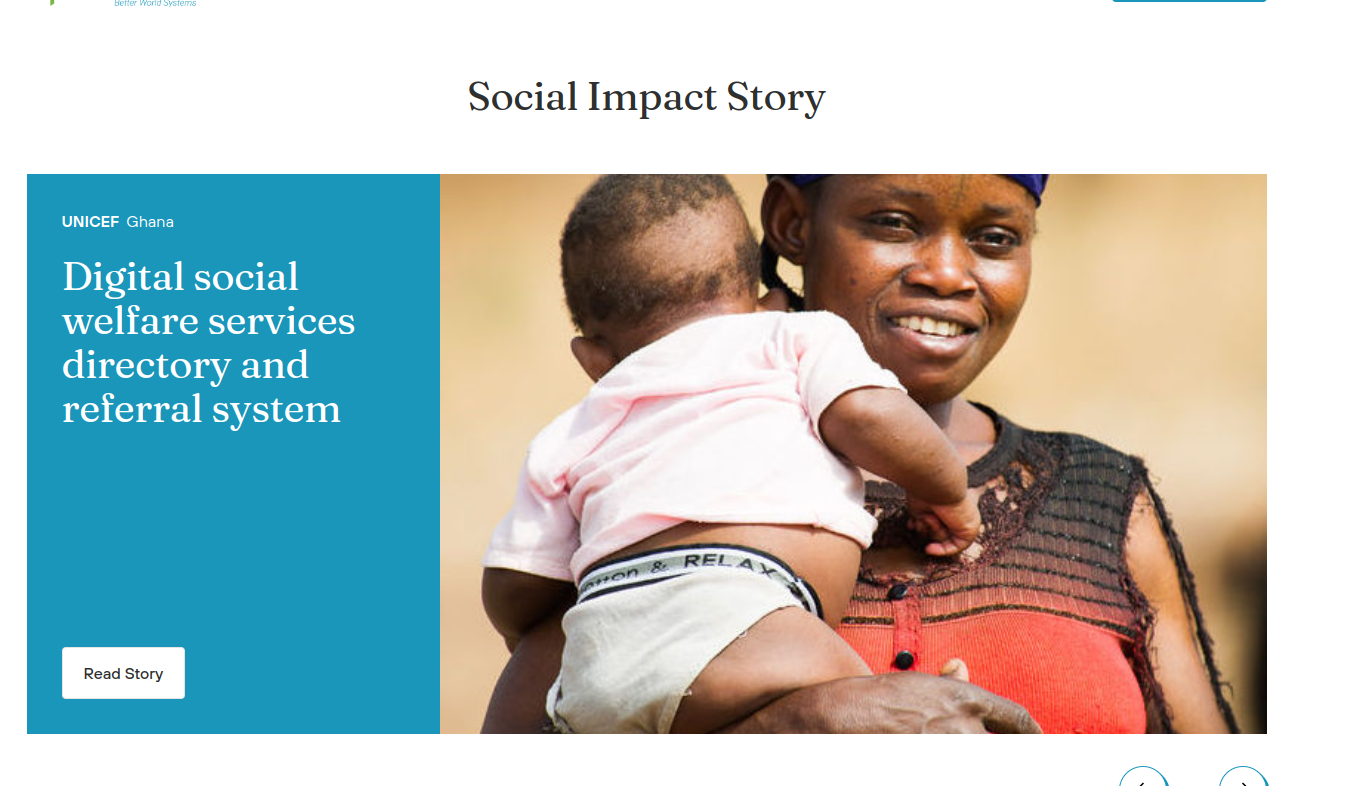 Better World Systems
Social Impact Story
UNICEF Ghana
Digital social
welfare services
directory and
referral system
Read Story
& RELAX